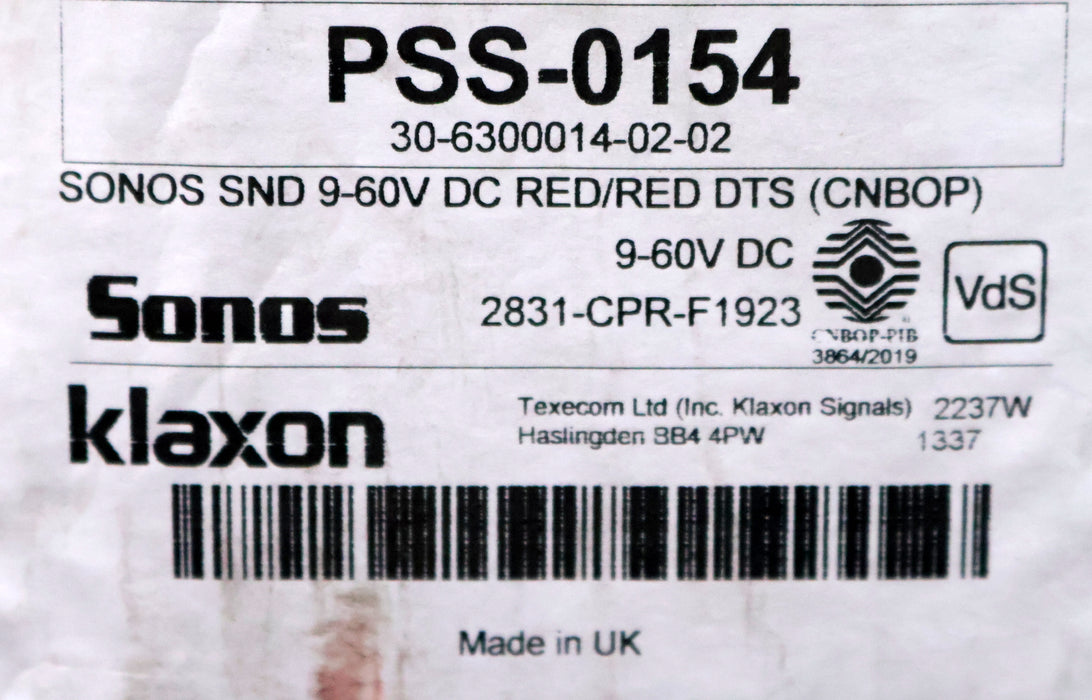 PSS-0154
30-6300014-02-02
SONOS SND 9-60V DC RED/RED DTS (CNBOP)
9-60V DC
VdS
Sonos
2831-CPR-F1923
CNBOP-PIB
3864/2019
klaxon
Texecom Ltd (Inc. Klaxon Signals) 2237W
Haslingden BB4 4PW 1337
Made in UK